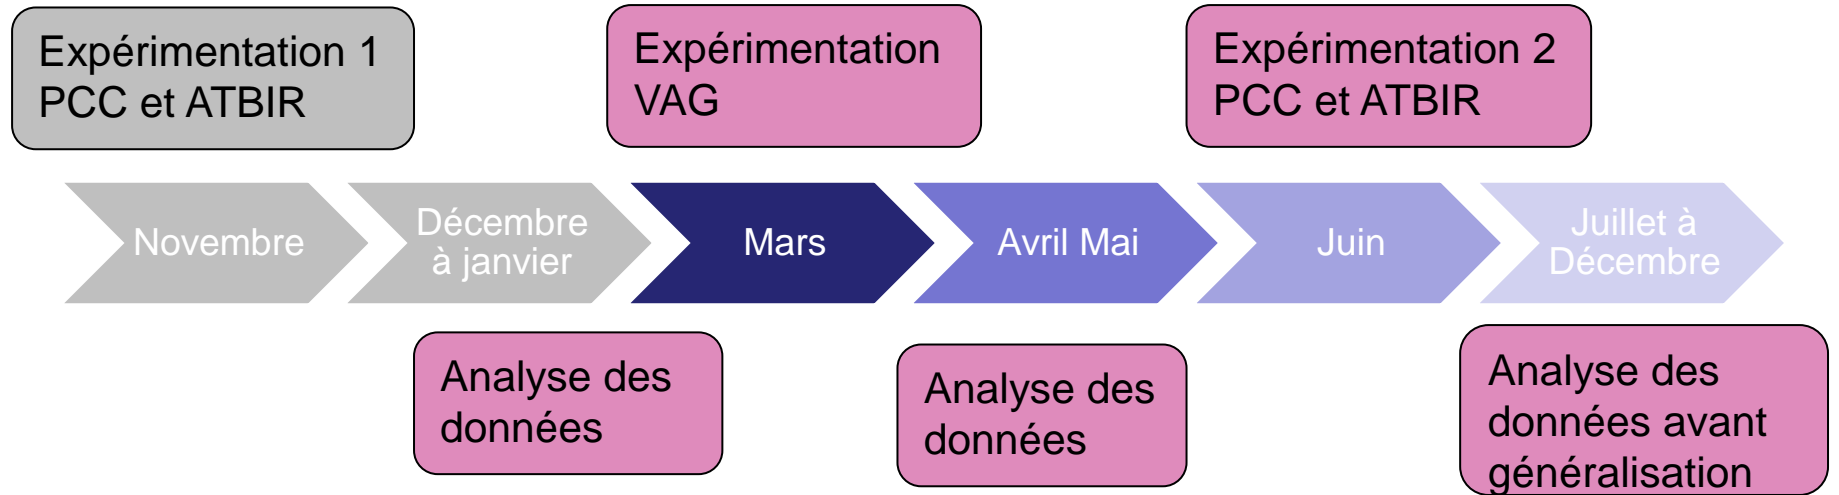 Expérimentation 1
PCC et ATBIR
Expérimentation
VAG
Expérimentation 2
PCC et ATBIR
Novembre
Décembre
à janvier
Mars
Avril Mai
Juin
Juillet à
Décembre
Analyse des
données
Analyse des
données
Analyse des
données avant
généralisation